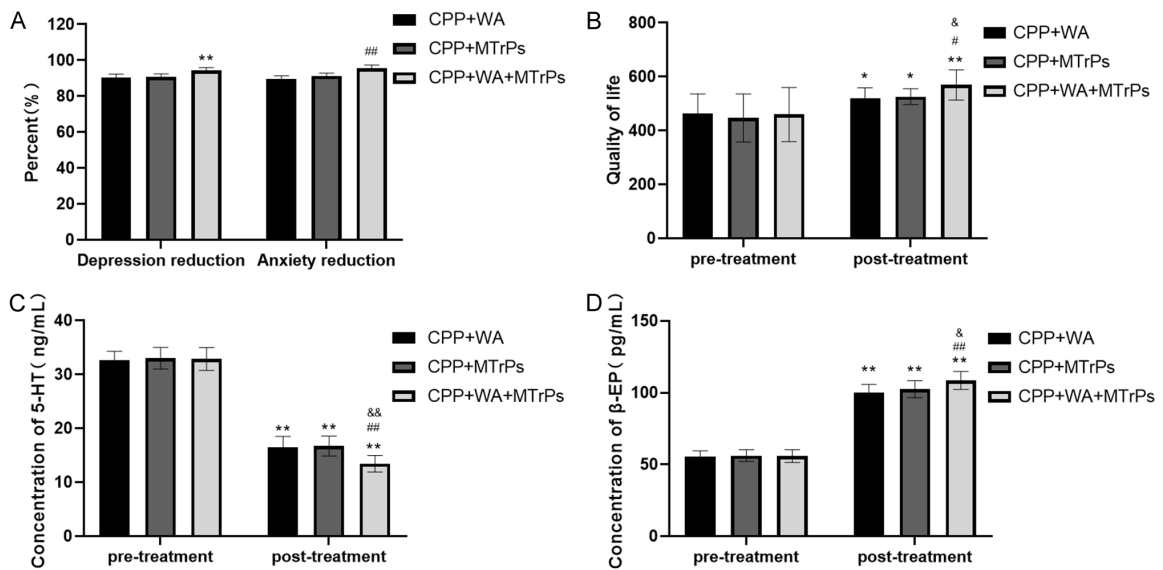 A
Percent(%)
120
100
80
60
40
20
0
**
##
Depression reduction
Anxiety reduction
CPP+WA
CPP+MTrPs
CPP+WA+MTrPs
B
Quality of life
800
600
400
200
0
*
*
&
#
**
pre-treatment
post-treatment
CPP+WA
CPP+MTrPs
CPP+WA+MTrPs
C
Concentration of 5-HT( ng/mL)
40
30
20
10
0
**
**
&&
##
**
pre-treatment
post-treatment
CPP+WA
CPP+MTrPs
CPP+WA+MTrPs
D
Concentration of β-EP( pg/mL)
150
100
50
0
**
**
&
##
**
pre-treatment
post-treatment
CPP+WA
CPP+MTrPs
CPP+WA+MTrPs